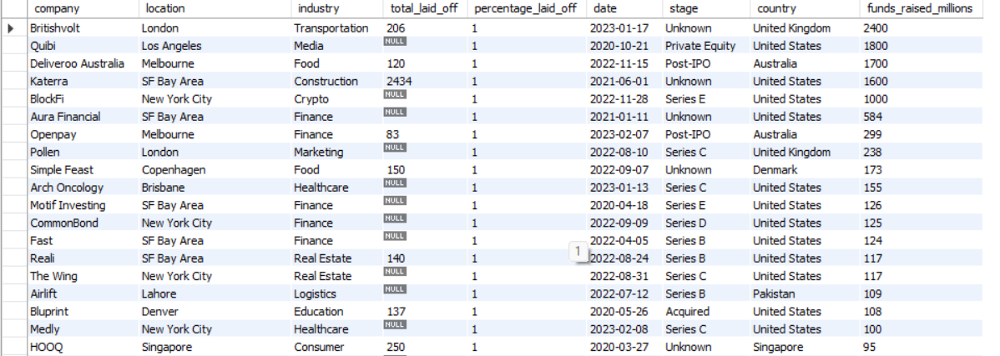 company location industry total_laid_off percentage_laid_off date stage country funds_raised_millions
Britishvolt London Transportation 206 1 2023-01-17 Unknown United Kingdom 2400
Quibi Los Angeles Media NULL 1 2020-10-21 Private Equity United States 1800
Deliveroo Australia Melbourne Food 120 1 2022-11-15 Post-IPO Australia 1700
Katerra SF Bay Area Construction 2434 1 2021-06-01 Unknown United States 1600
BlockFi New York City Crypto NULL 1 2022-11-28 Series E United States 1000
Aura Financial SF Bay Area Finance NULL 1 2021-01-11 Unknown United States 584
Openpay Melbourne Finance 83 1 2023-02-07 Post-IPO Australia 299
Pollen London Marketing NULL 1 2022-08-10 Series C United Kingdom 238
Simple Feast Copenhagen Food 150 1 2022-09-07 Unknown Denmark 173
Arch Oncology Brisbane Healthcare NULL 1 2023-01-13 Series C United States 155
Motif Investing SF Bay Area Finance NULL 1 2020-04-18 Series E United States 126
CommonBond New York City Finance NULL 1 2022-09-09 Series D United States 125
Fast SF Bay Area Finance NULL 1 2022-04-05 Series B United States 124
Reali SF Bay Area Real Estate 140 1 1 2022-08-24 Series B United States 117
The Wing New York City Real Estate NULL 1 2022-08-31 Series C United States 117
Airlift Lahore Logistics NULL 1 2022-07-12 Series B Pakistan 109
Bluprint Denver Education 137 1 2020-05-26 Acquired United States 108
Medly New York City Healthcare NULL 1 2023-02-08 Series C United States 100
HOOQ Singapore Consumer 250 1 2020-03-27 Unknown Singapore 95